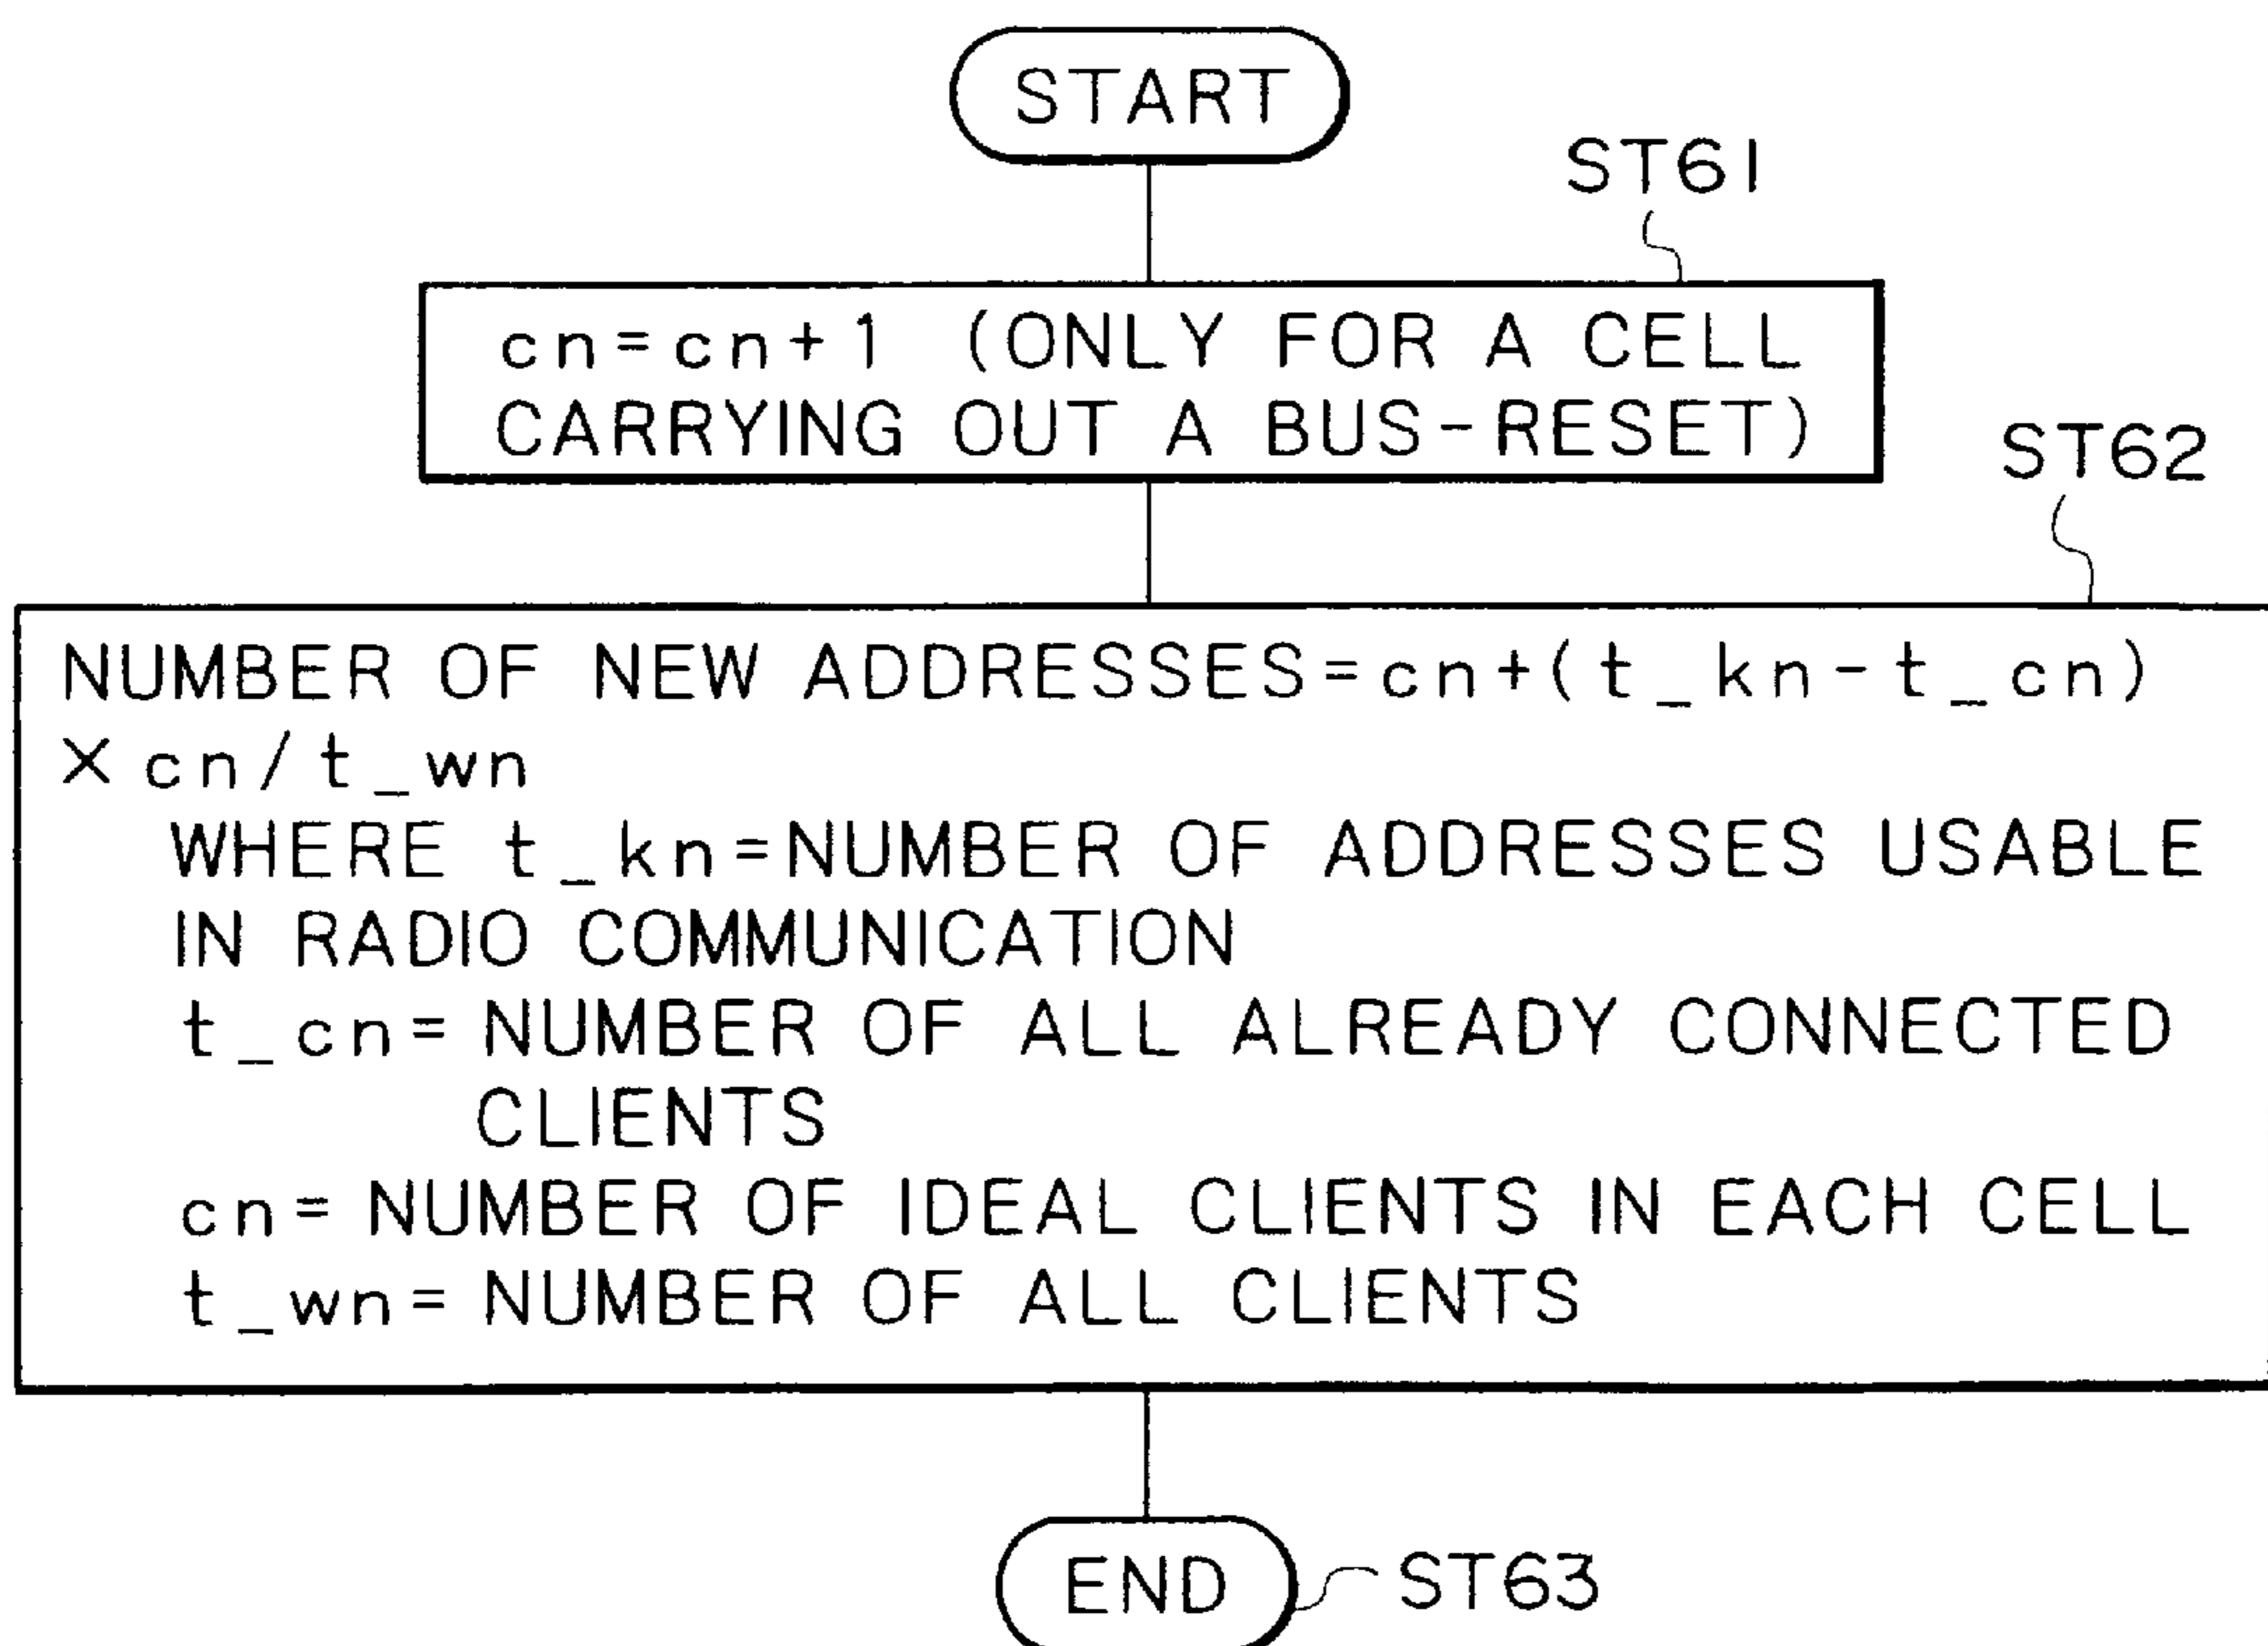 START
ST61
cn=cn+1 (ONLY FOR A CELL
CARRYING OUT A BUS-RESET)
ST62
NUMBER OF NEW ADDRESSES=cn+(t_kn-t_cn)
×cn/t_wn
WHERE t_kn=NUMBER OF ADDRESSES USABLE
IN RADIO COMMUNICATION
t_cn= NUMBER OF ALL ALREADY CONNECTED
CLIENTS
cn= NUMBER OF IDEAL CLIENTS IN EACH CELL
t_wn= NUMBER OF ALL CLIENTS
END
ST63